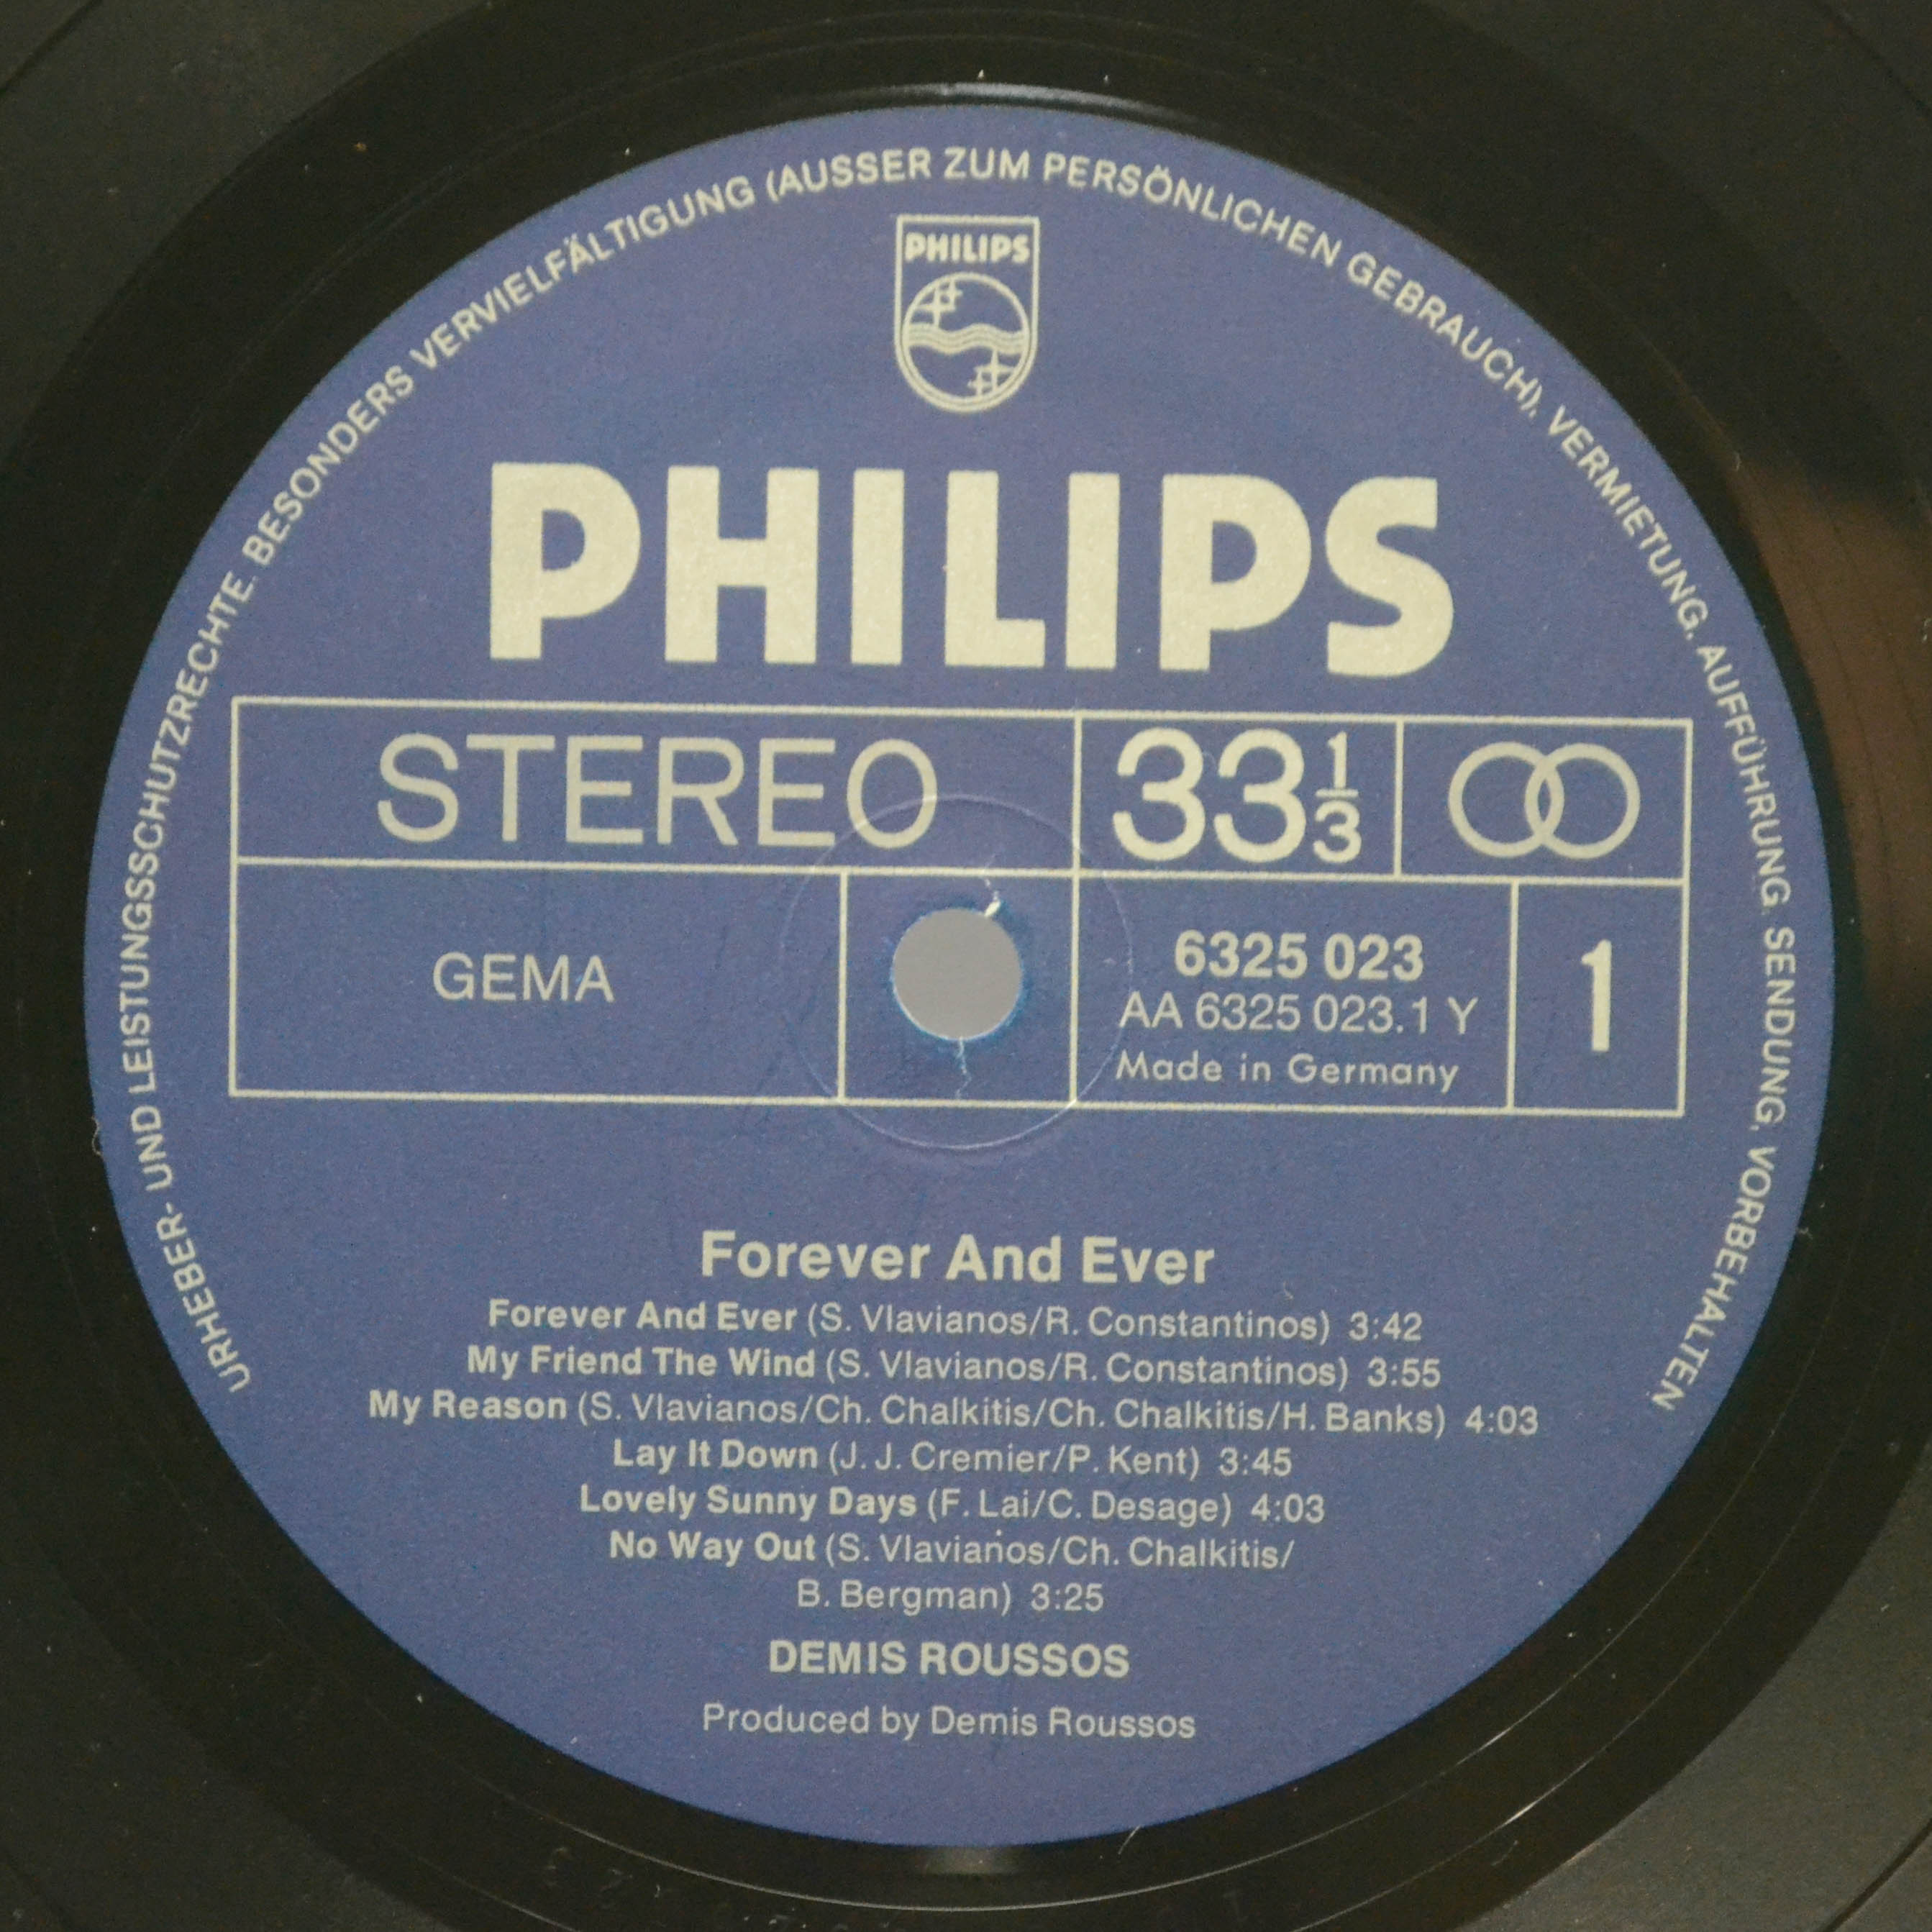 URHEBER- UND LEISTUNGSSCHUTZRECHTE, BESONDERS VERVIELFÄLTIGUNG (AUSSER ZUM PERSÖNLICHEN GEBRAUCH), VERMIETUNG, AUFFÜHRUNG, SENDUNG, VORBEHALTEN
PHILIPS
PHILIPS
STEREO 33 1/3
GEMA
6325 023
AA 6325 023.1 Y
Made in Germany
1
Forever And Ever
Forever And Ever (S. Vlavianos/R. Constantinos) 3:42
My Friend The Wind (S. Vlavianos/R. Constantinos) 3:55
My Reason (S. Vlavianos/Ch. Chalkitis/Ch. Chalkitis/H. Banks) 4:03
Lay It Down (J. J. Cremier/P. Kent) 3:45
Lovely Sunny Days (F. Lai/C. Desage) 4:03
No Way Out (S. Vlavianos/Ch. Chalkitis/
B. Bergman) 3:25
DEMIS ROUSSOS
Produced by Demis Roussos